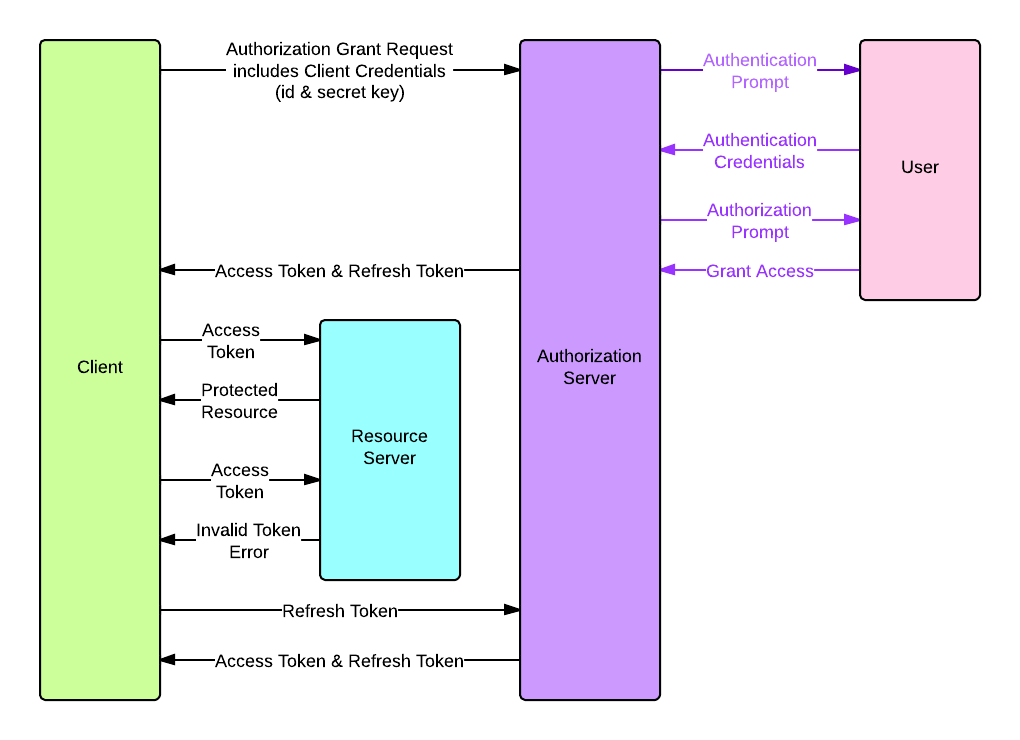 Authorization Grant Request
includes Client Credentials
(id & secret key)
Authentication
Prompt
Authentication
Credentials
User
Authorization
Prompt
Access Token & Refresh Token
Grant Access
Access
Token
Client
Authorization
Server
Protected
Resource
Resource
Server
Access
Token
Invalid Token
Error
Refresh Token
Access Token & Refresh Token